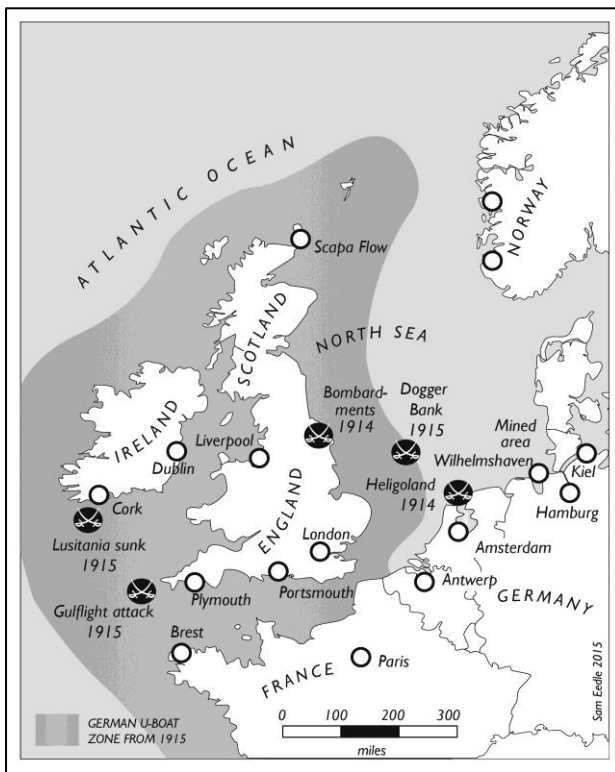 ATLANTIC OCEAN
NORWAY
Scapa Flow
SCOTLAND
NORTH SEA
Bombard-
ments
1914
Dogger
Bank
1915
Mined
area
Wilhelmshaven
Kiel
IRELAND
Liverpool
Dublin
Heligoland
1914
Hamburg
Cork
ENGLAND
Lusitania sunk
1915
London
Amsterdam
Gulflight attack
1915
Plymouth
Portsmouth
Antwerp
GERMANY
Brest
FRANCE
Paris
GERMAN U-BOAT
ZONE FROM 1915
0 100 200 300
miles
Sam Eedle 2015